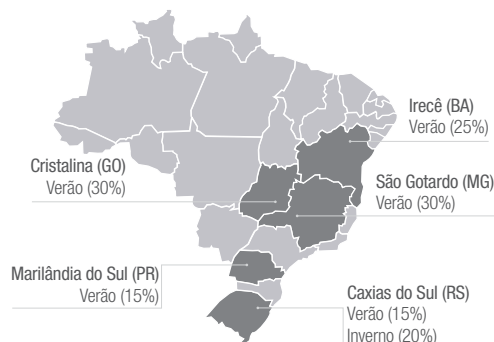 Irecê (BA)
Verão (25%)
Cristalina (GO)
Verão (30%)
São Gotardo (MG)
Verão (30%)
Marilândia do Sul (PR)
Verão (15%)
Caxias do Sul (RS)
Verão (15%)
Inverno (20%)